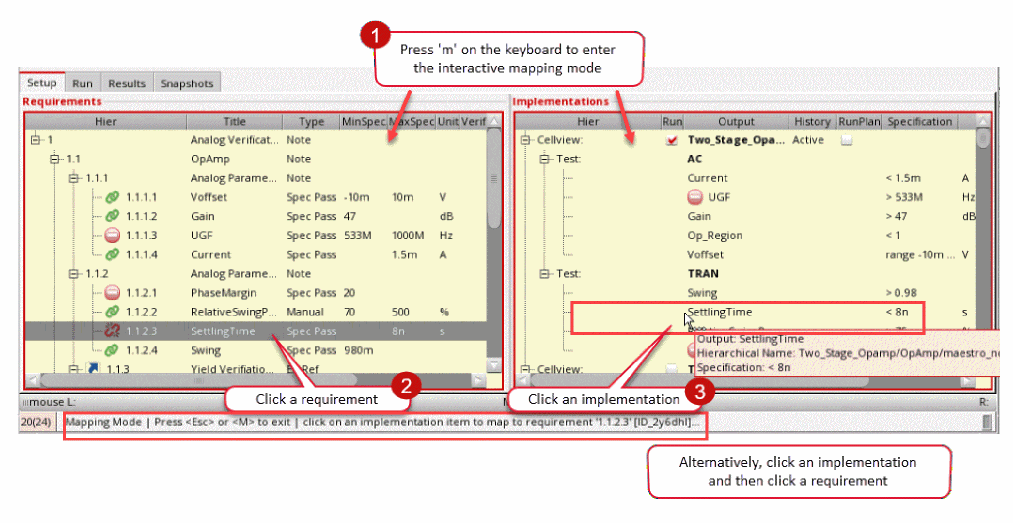 1
Press 'm' on the keyboard to enter
the interactive mapping mode
Setup Run Results Snapshots
Requirements
Hier Title Type MinSpec MaxSpec Unit Verif
1 Analog Verificat... Note
1.1 OpAmp Note
1.1.1 Analog Parame... Note
1.1.1.1 Voffset Spec Pass -10m 10m V
1.1.1.2 Gain Spec Pass 47 dB
1.1.1.3 UGF Spec Pass 533M 1000M Hz
1.1.1.4 Current Spec Pass 1.5m A
1.1.2 Analog Parame... Note
1.1.2.1 PhaseMargin Spec Pass 20
1.1.2.2 RelativeSwingP... Manual 70 500 %
1.1.2.3 SettlingTime Spec Pass 8n s
1.1.2.4 Swing Spec Pass 980m
1.1.3 Yield Verifiatio... Ref
Implementations
Hier Run Output History RunPlan Specification
Cellview: Two_Stage_Opa... Active
Test: AC
Current < 1.5m A
UGF > 533M Hz
Gain > 47 dB
Op_Region < 1
Voffset range -10m ... V
Test: TRAN
Swing > 0.98
SettlingTime < 8n s
Output: SettlingTime
Hierarchical Name: Two_Stage_Opamp/OpAmp/maestro_no
Specification: < 8n
Cellview:
Click a requirement
2
Click an implementation
3
mouse L:
R:
20(24) Mapping Mode | Press <Esc> or <M> to exit | click on an implementation item to map to requirement '1.1.2.3' [ID_2y6dhl]...
Alternatively, click an implementation
and then click a requirement